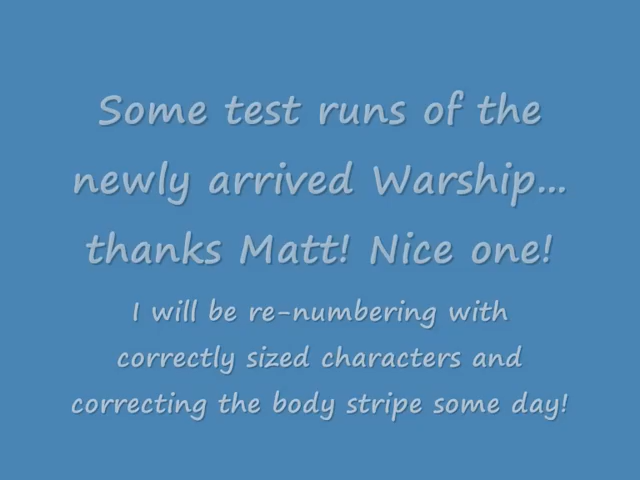 Some test runs of the
newly arrived Warship...
thanks Matt! Nice one!
I will be re-numbering with
correctly sized characters and
correcting the body stripe some day!